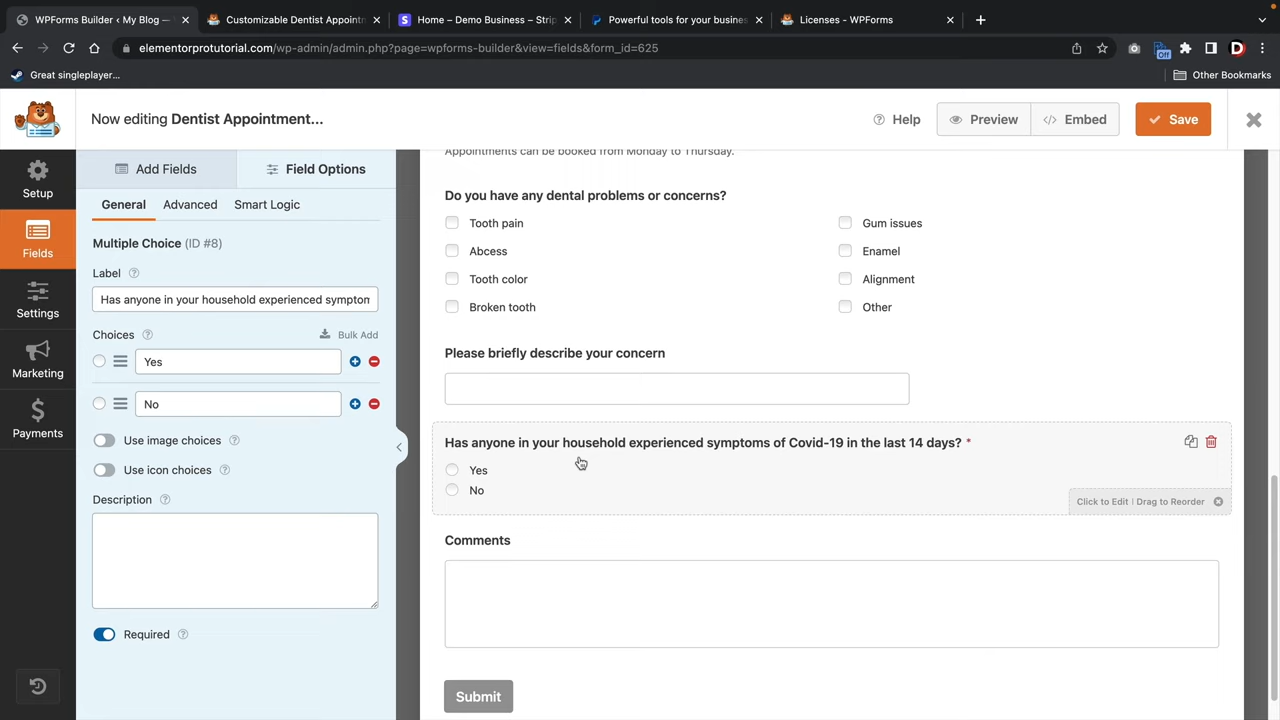 WPForms Builder ‹ My Blog —
Customizable Dentist Appointn
Home – Demo Business – Strip
Powerful tools for your busines
Licenses - WPForms
elementorprotutorial.com/wp-admin/admin.php?page=wpforms-builder&view=fields&form_id=625
Off
D
Great singleplayer...
Other Bookmarks
Now editing Dentist Appointment...
Help
Preview
Embed
Save
Setup
Fields
Settings
Marketing
Payments
Add Fields
Field Options
General
Advanced
Smart Logic
Multiple Choice (ID #8)
Label
Has anyone in your household experienced symptom
Choices
Bulk Add
Yes
No
Use image choices
Use icon choices
Description
Required
Appointments can be booked from Monday to Thursday.
Do you have any dental problems or concerns?
Tooth pain
Gum issues
Abcess
Enamel
Tooth color
Alignment
Broken tooth
Other
Please briefly describe your concern
Has anyone in your household experienced symptoms of Covid-19 in the last 14 days? *
Yes
No
Click to Edit | Drag to Reorder
Comments
Submit